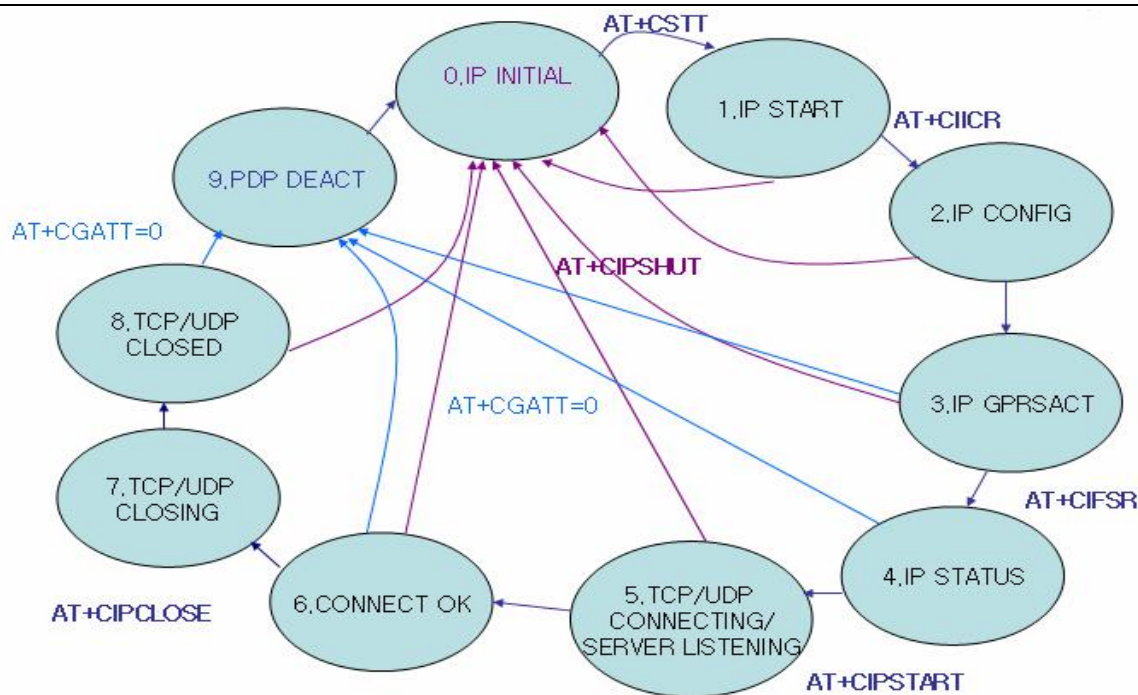 AT+CSTT
0,IP INITIAL
1,IP START
AT+CIICR
9,PDP DEACT
2,IP CONFIG
AT+CGATT=0
AT+CIPSHUT
8,TCP/UDP
CLOSED
3,IP GPRSACT
AT+CGATT=0
7,TCP/UDP
CLOSING
AT+CIFSR
4,IP STATUS
6,CONNECT OK
5,TCP/UDP
CONNECTING/
SERVER LISTENING
AT+CIPCLOSE
AT+CIPSTART